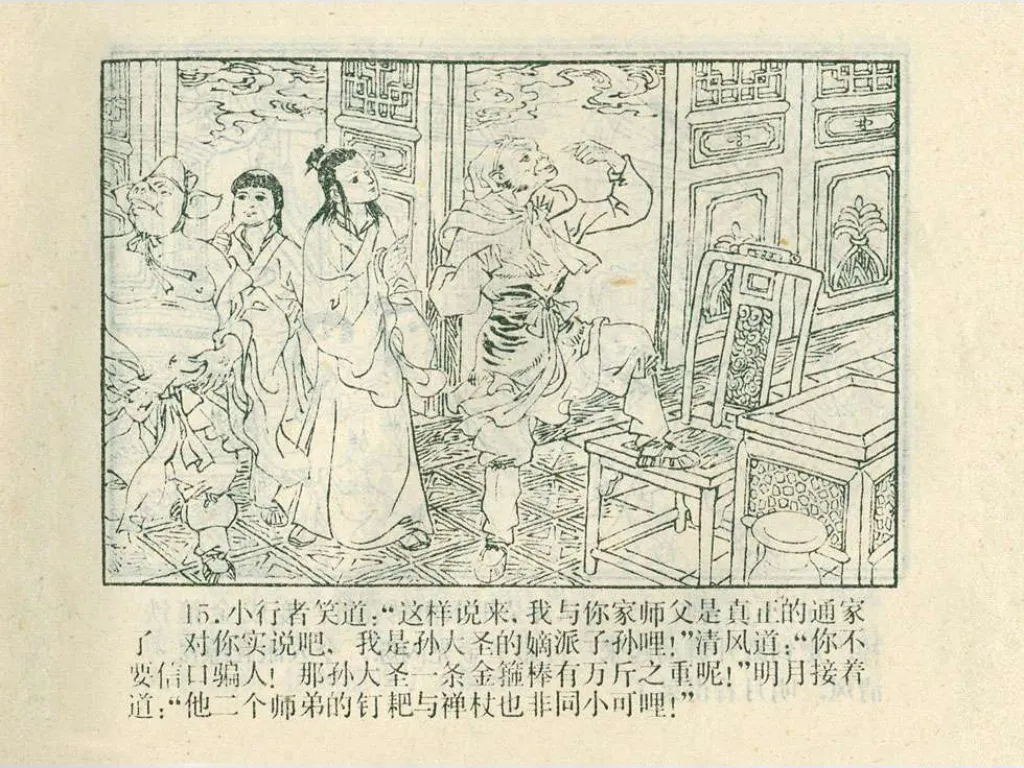 15.小行者笑道:“这样说来、我与你家师父是真正的通家
了 对你实说吧、我是孙大圣的嫡派子孙哩!”清风道:“你不
要信口骗人! 那孙大圣一条金箍棒有万斤之重呢!”明月接着
道:“他二个师弟的钉耙与禅杖也非同小可哩!”